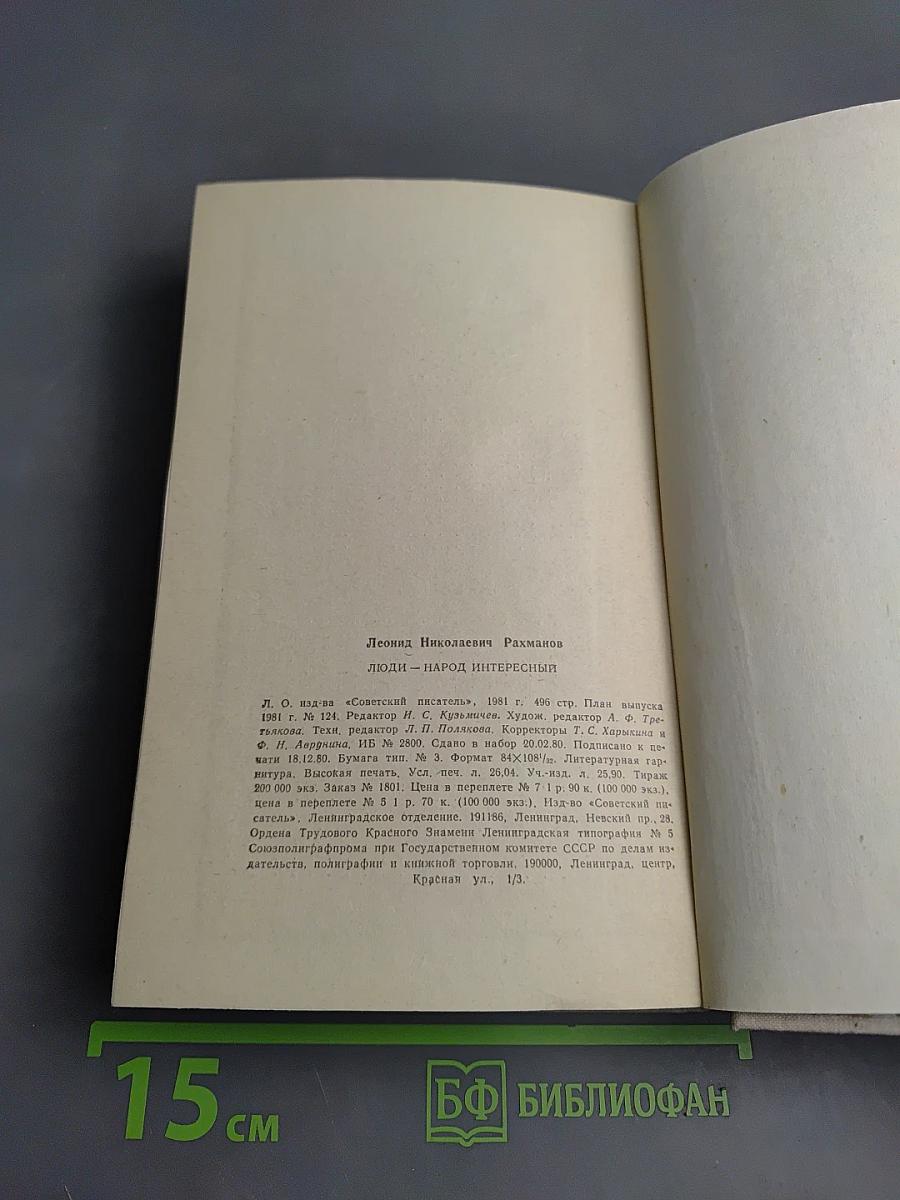 Леонид Николаевич Рахманов
ЛЮДИ — НАРОД ИНТЕРЕСНЫЙ
Л. О. изд-ва «Советский писатель», 1981 г. 496 стр. План выпуска
1981 г. № 124. Редактор И. С. Кузьмичев. Худож. редактор А. Ф. Тре-
тьякова. Техн. редактор Л. П. Полякова. Корректоры Т. С. Харыкина и
Ф. Н. Аврунина. ИБ № 2800. Сдано в набор 20.02.80. Подписано к пе-
чати 18.12.80. Бумага тип. № 3. Формат 84×108¹/₃₂. Литературная гар-
нитура. Высокая печать. Усл. печ. л. 26,04. Уч.-изд. л. 25,90. Тираж
200 000 экз. Заказ № 1801. Цена в переплете № 7 1 р. 90 к. (100 000 экз.),
цена в переплете № 5 1 р. 70 к. (100 000 экз.). Изд-во «Советский пи-
сатель». Ленинградское отделение. 191186, Ленинград, Невский пр., 28.
Ордена Трудового Красного Знамени Ленинградская типография № 5
Союзполиграфпрома при Государственном комитете СССР по делам из-
дательств, полиграфии и книжной торговли. 190000, Ленинград, центр,
Красная ул., 1/3.
15 см
БФ БИБЛИОФАН